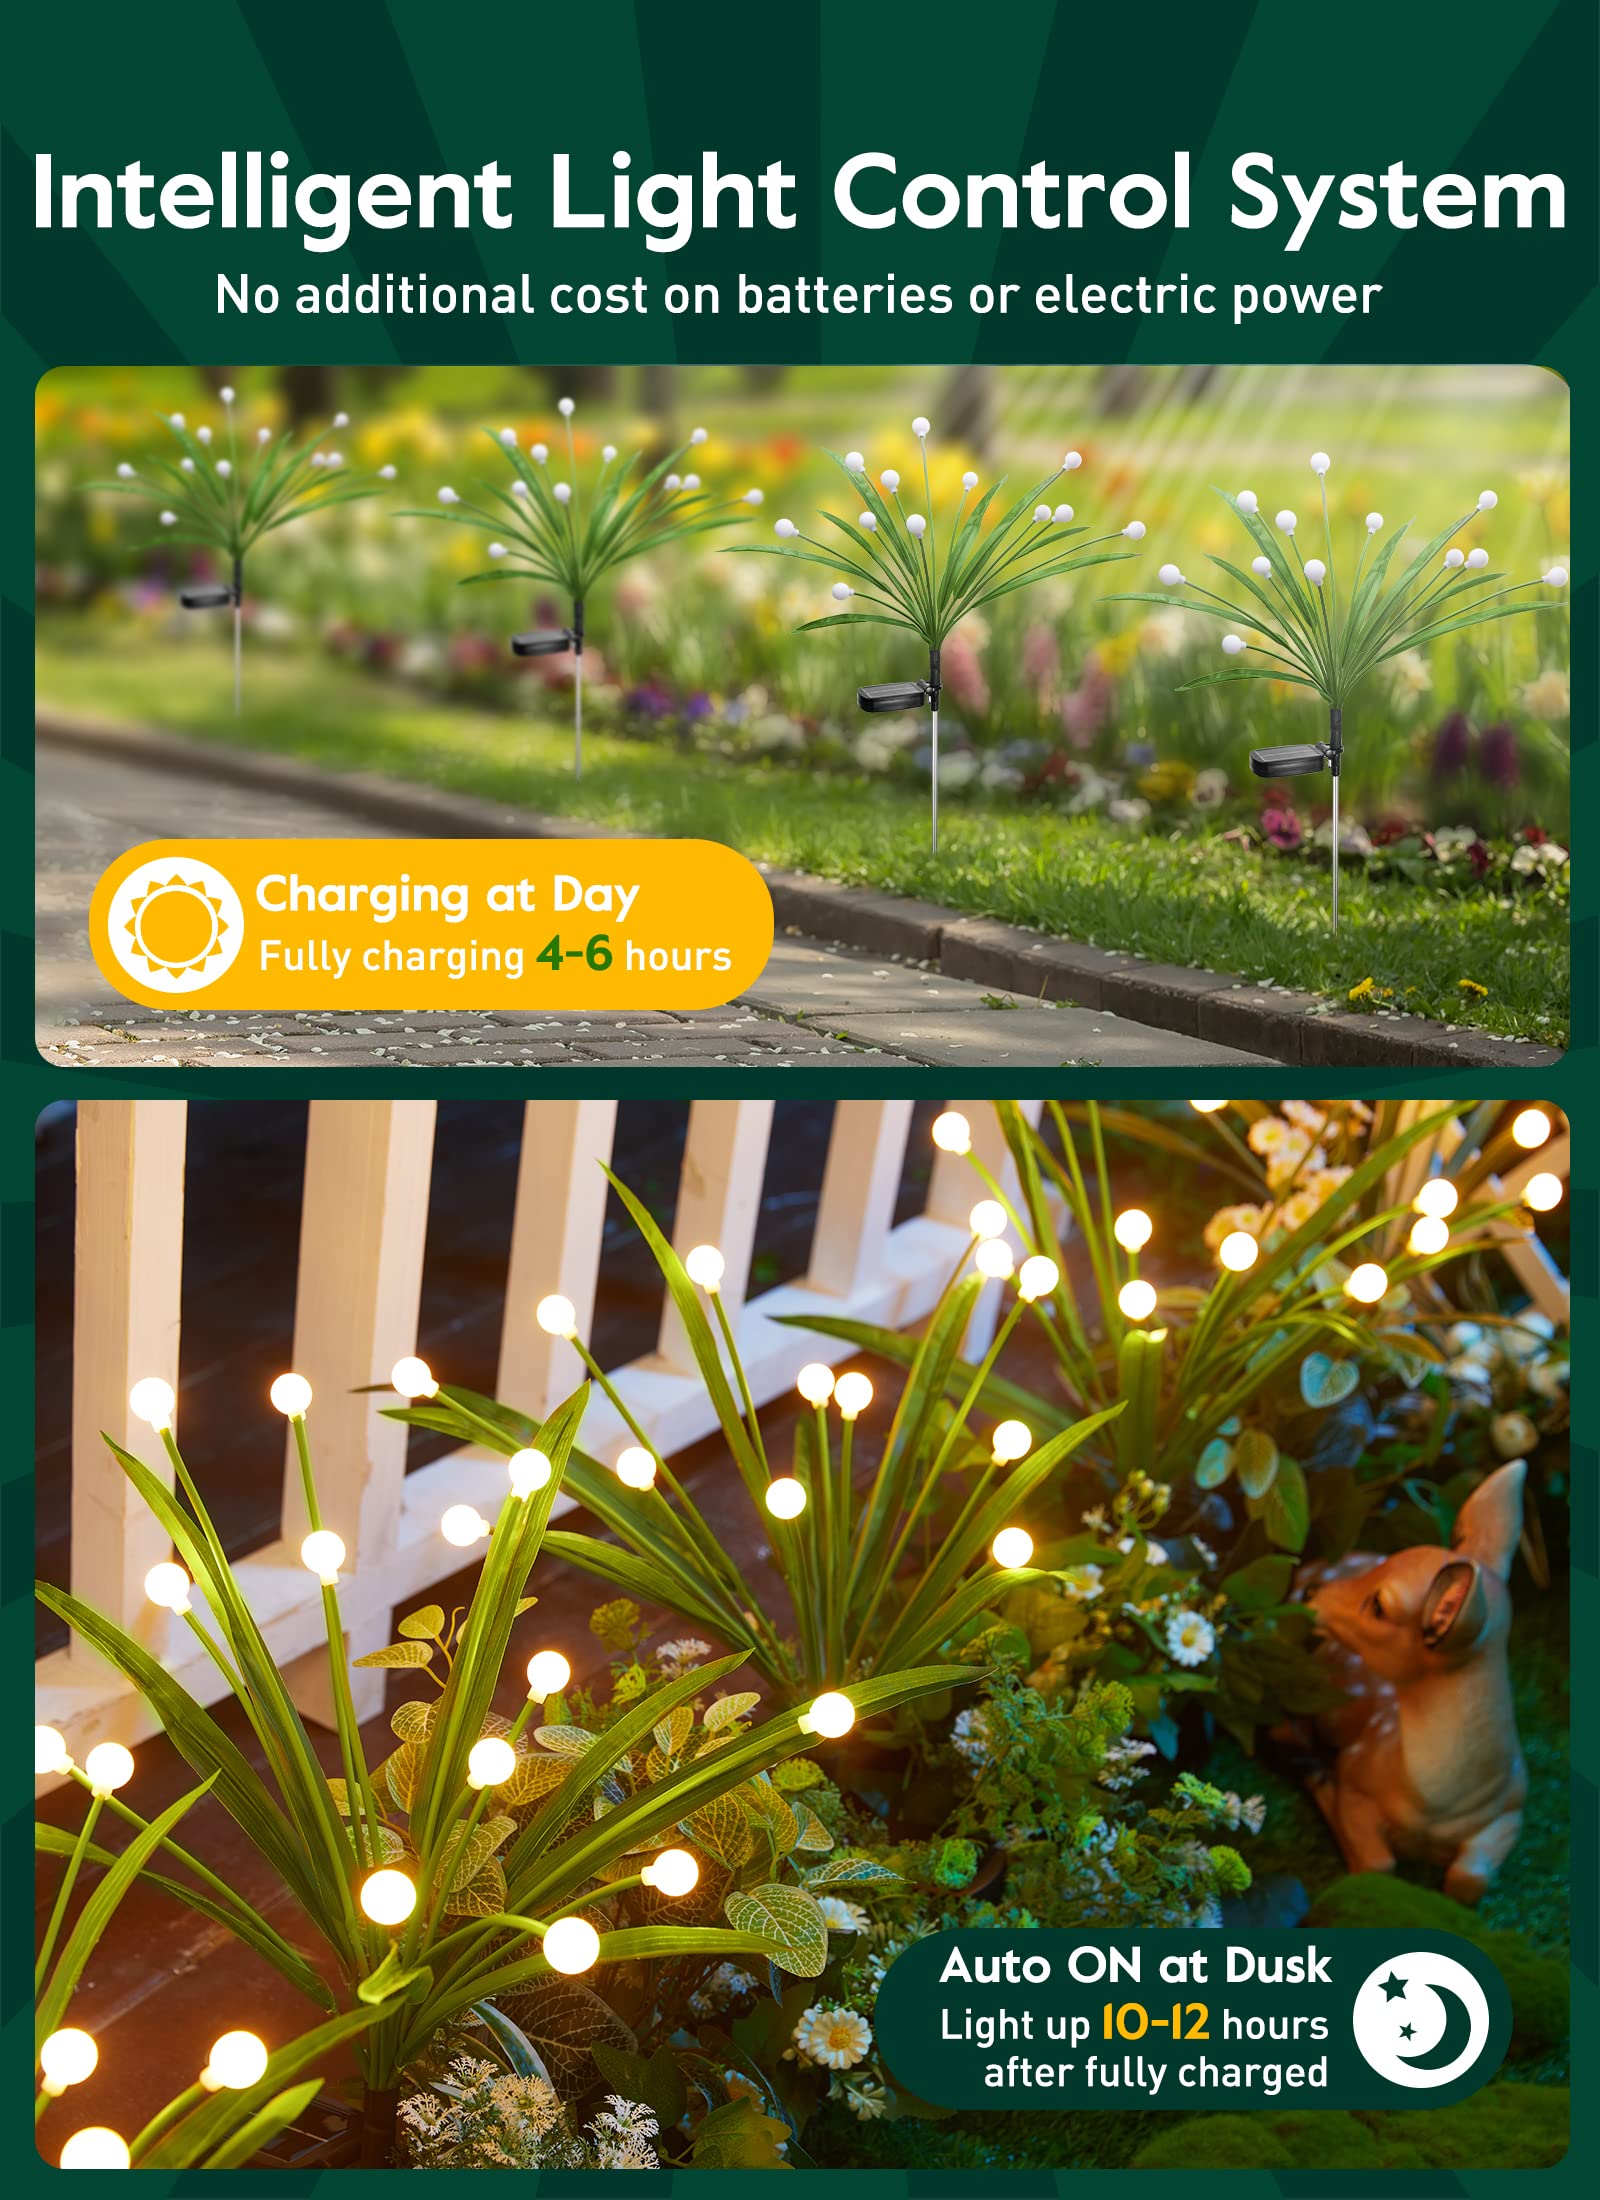 Intelligent Light Control System
No additional cost on batteries or electric power
Charging at Day
Fully charging 4-6 hours
Auto ON at Dusk
Light up 10-12 hours
after fully charged